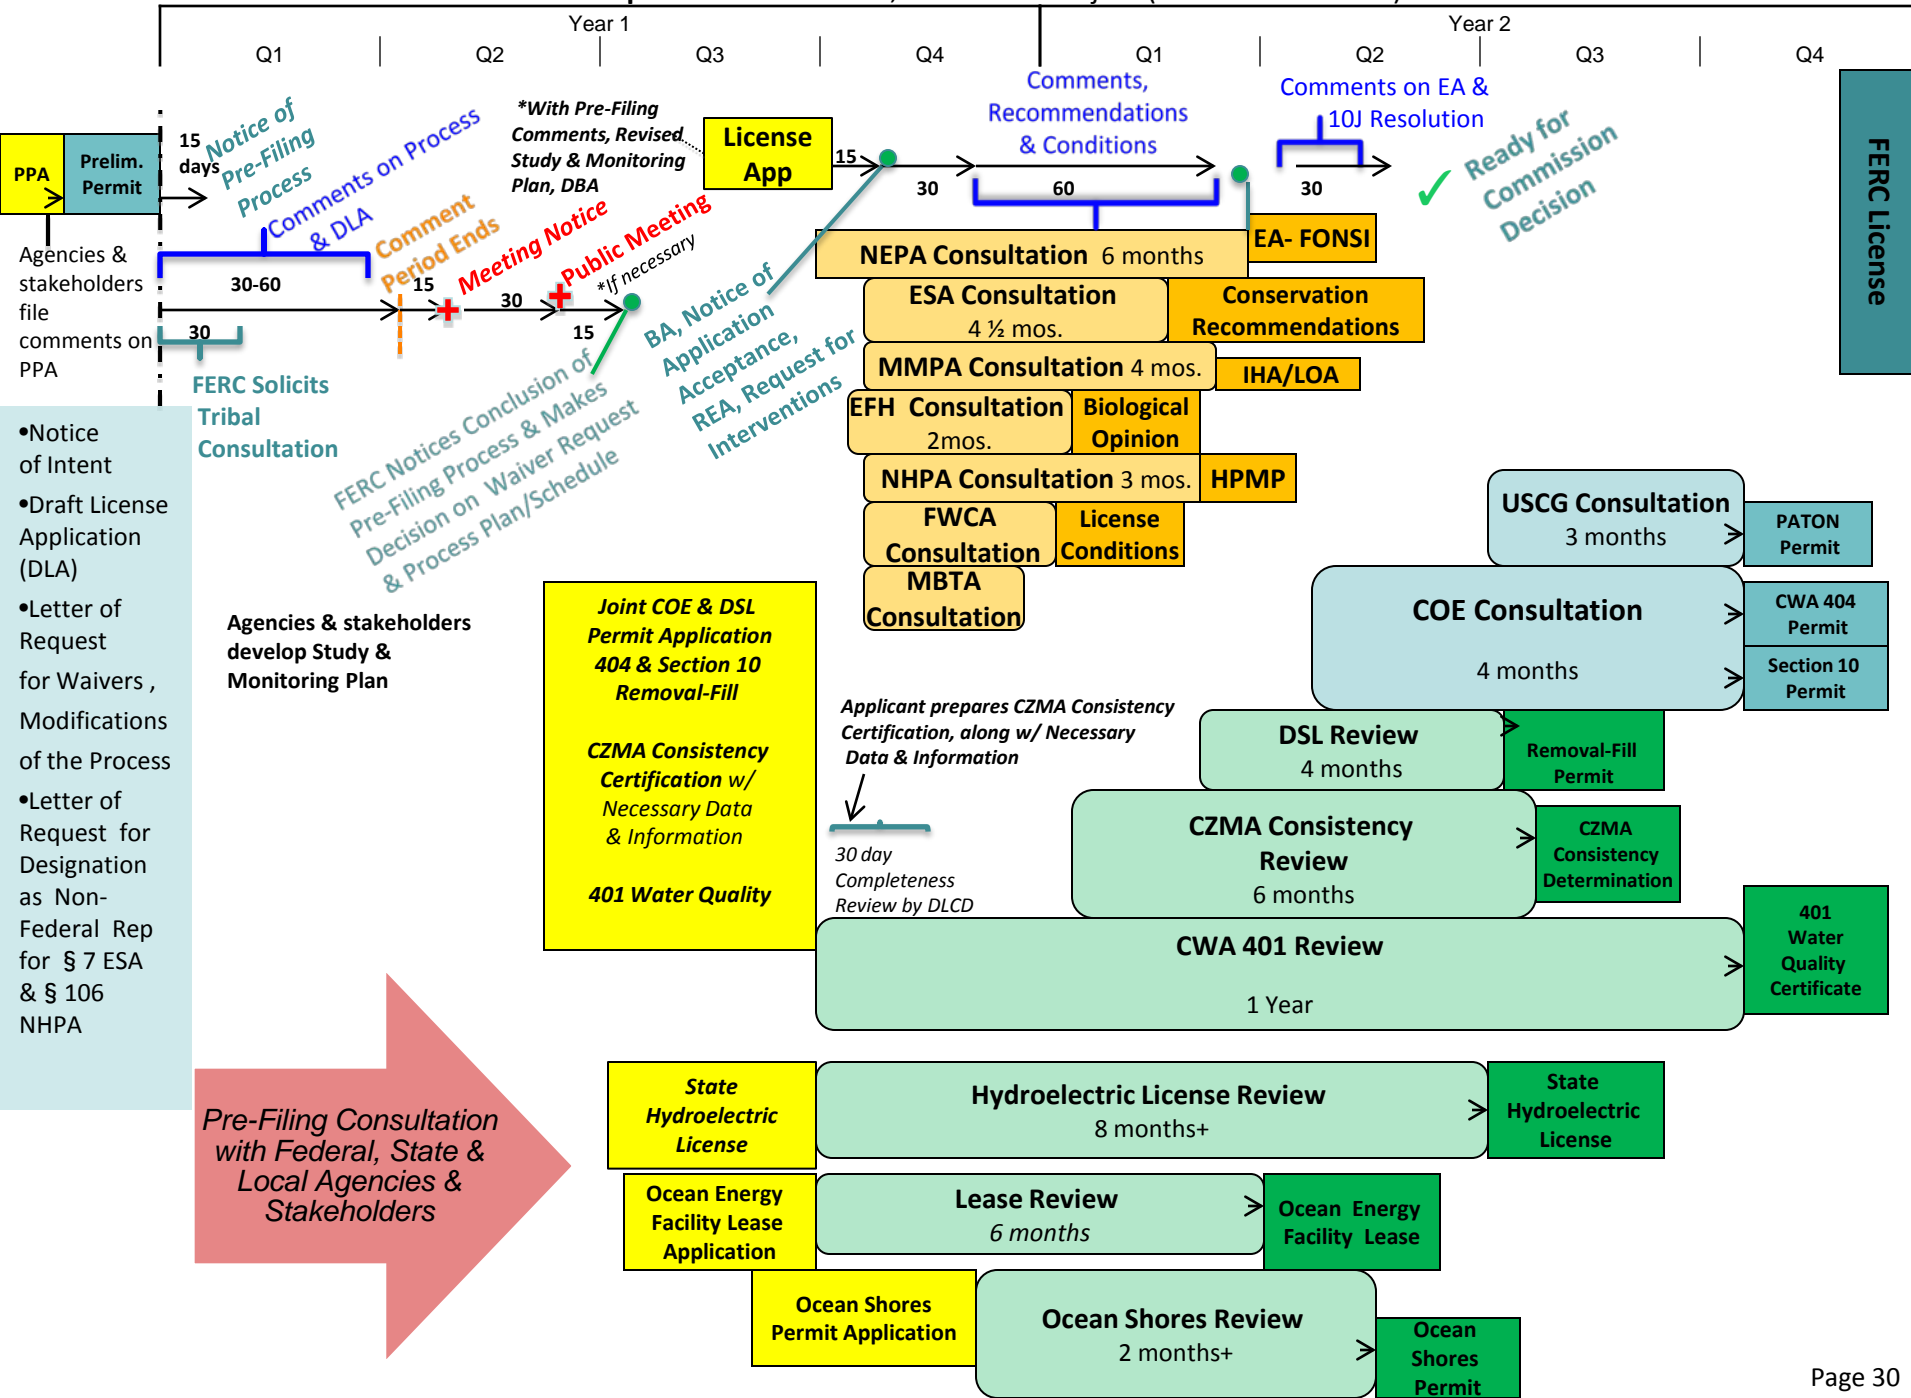 Year 1
Year 2
Q1
Q2
Q3
Q4
Q1
Q2
Q3
Q4
PPA
Prelim.
Permit
15
days
Notice of
Pre-Filing
Process
Comments on Process
& DLA
Comment
Period Ends
*With Pre-Filing
Comments, Revised
Study & Monitoring
Plan, DBA
License
App
15
30
Comments,
Recommendations
& Conditions
60
Comments on EA &
10J Resolution
30
Ready for
Commission
Decision
FERC License
Agencies &
stakeholders
file
comments on
PPA
30-60
15
Meeting Notice
30
Public Meeting
*If necessary
15
30
FERC Solicits
Tribal
Consultation
FERC Notices Conclusion of
Pre-Filing Process & Makes
Decision on Waiver Request
& Process Plan/Schedule
BA, Notice of
Application
Acceptance,
REA, Request for
Interventions
NEPA Consultation 6 months
EA- FONSI
ESA Consultation
4 ½ mos.
Conservation
Recommendations
MMPA Consultation 4 mos.
IHA/LOA
EFH Consultation
2mos.
Biological
Opinion
NHPA Consultation 3 mos.
HPMP
FWCA
Consultation
License
Conditions
MBTA
Consultation
USCG Consultation
3 months
PATON
Permit
COE Consultation
4 months
CWA 404
Permit
Section 10
Permit
•Notice
of Intent
•Draft License
Application
(DLA)
•Letter of
Request
for Waivers ,
Modifications
of the Process
•Letter of
Request for
Designation
as Non-
Federal Rep
for § 7 ESA
& § 106
NHPA
Agencies & stakeholders
develop Study &
Monitoring Plan
Joint COE & DSL
Permit Application
404 & Section 10
Removal-Fill
CZMA Consistency
Certification w/
Necessary Data
& Information
401 Water Quality
Applicant prepares CZMA Consistency
Certification, along w/ Necessary
Data & Information
30 day
Completeness
Review by DLCD
DSL Review
4 months
Removal-Fill
Permit
CZMA Consistency
Review
6 months
CZMA
Consistency
Determination
CWA 401 Review
1 Year
401
Water
Quality
Certificate
Pre-Filing Consultation
with Federal, State &
Local Agencies &
Stakeholders
State
Hydroelectric
License
Hydroelectric License Review
8 months+
State
Hydroelectric
License
Ocean Energy
Facility Lease
Application
Lease Review
6 months
Ocean Energy
Facility Lease
Ocean Shores
Permit Application
Ocean Shores Review
2 months+
Ocean
Shores
Permit
Page 30